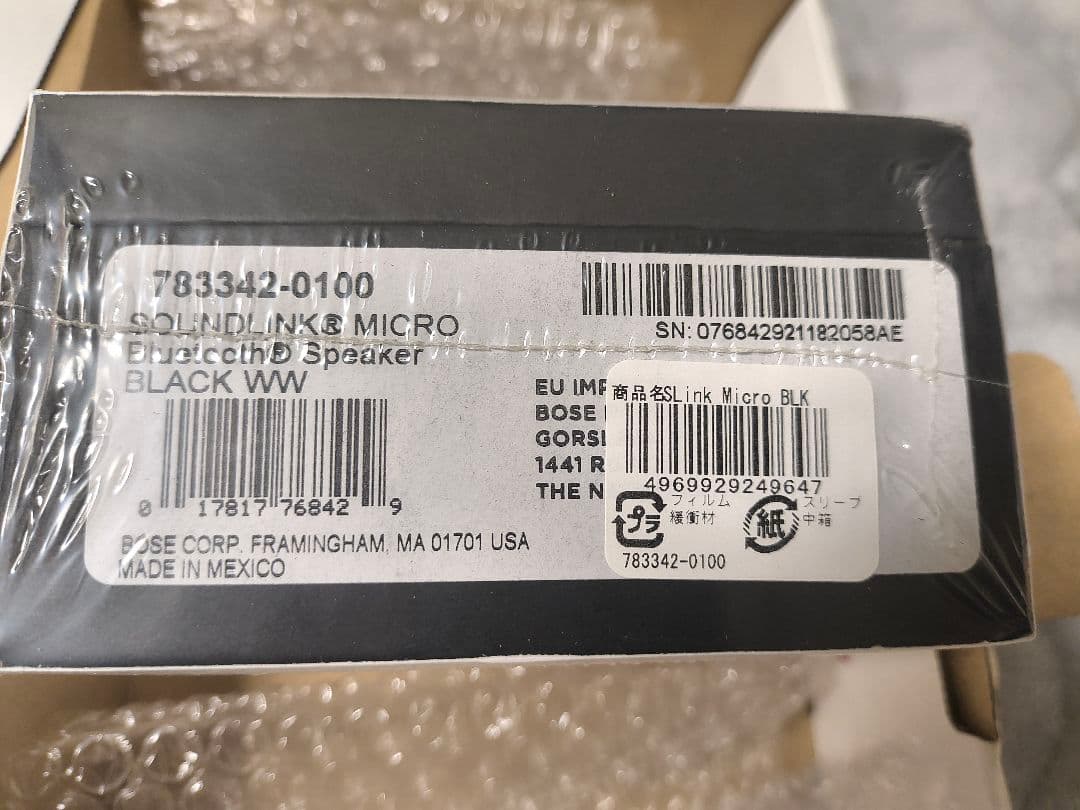 783342-0100
SOUNDLINK® MICRO
Bluetooth® Speaker
BLACK WW
0 17817 76842 9
BOSE CORP. FRAMINGHAM, MA 01701 USA
MADE IN MEXICO
SN: 076842921182058AE
EU
BOSE
1441
THE
商品名SLink Micro BLK
4969929249647
プラ
フィルム
緩衝材
紙
スリーブ
中箱
783342-0100